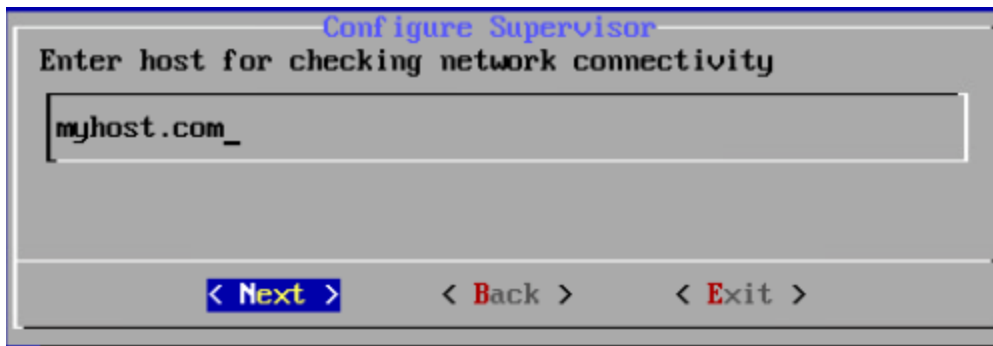 Configure Supervisor
Enter host for checking network connectivity
myhost.com_
< Next > < Back > < Exit >